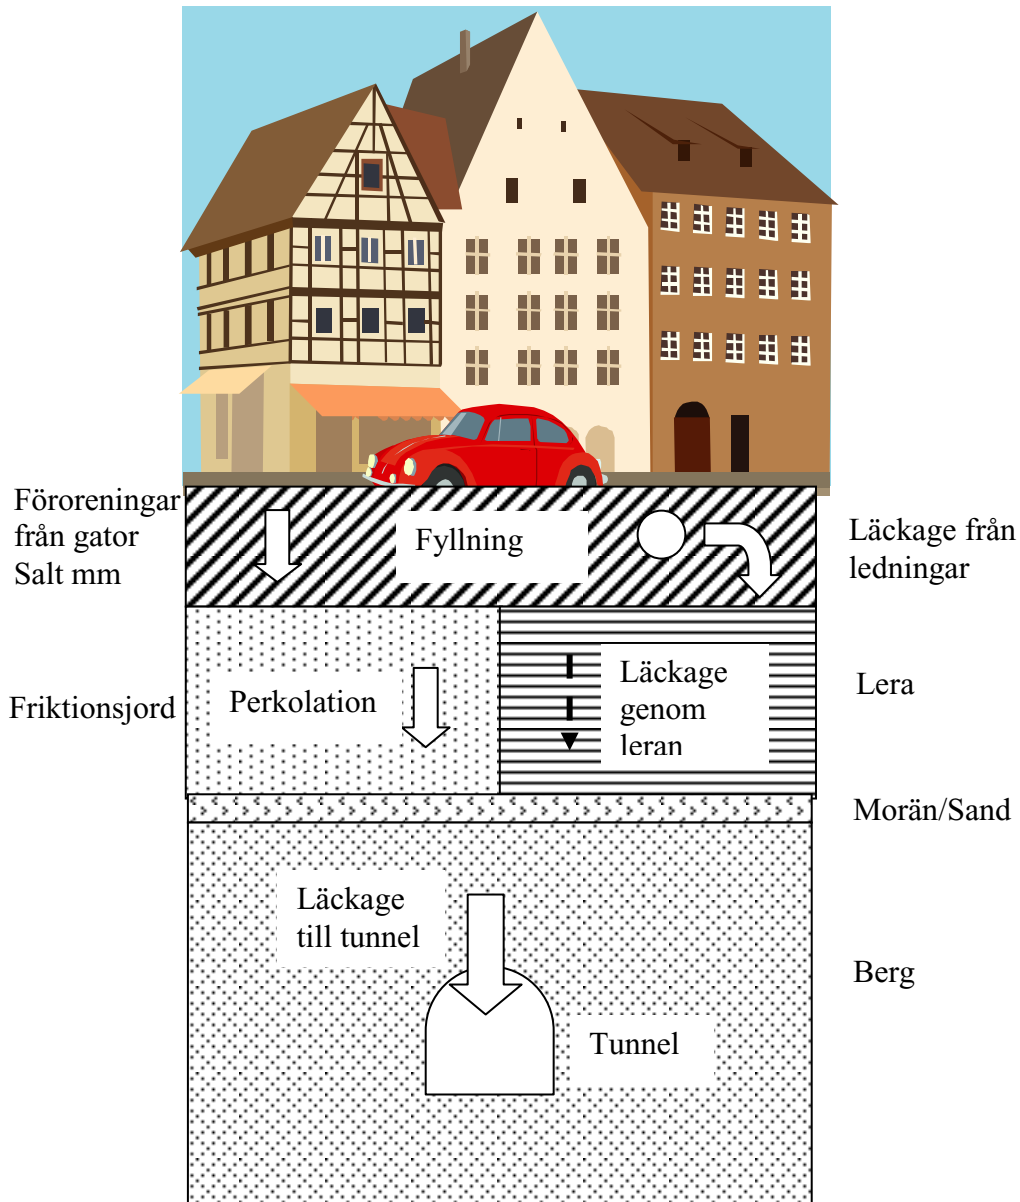 Föroreningar
från gator
Salt mm
Fyllning
Läckage från
ledningar
Friktionsjord
Perkolation
Läckage
genom
leran
Lera
Morän/Sand
Läckage
till tunnel
Berg
Tunnel